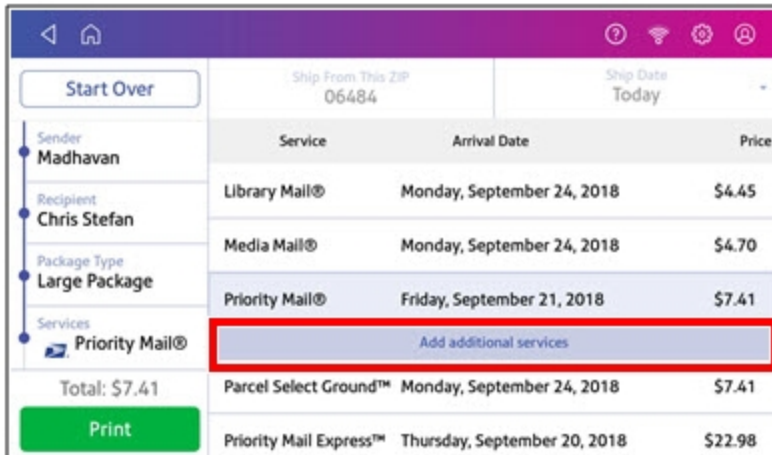 Start Over
Ship From This ZIP
06484
Ship Date
Today
Sender
Madhavan
Recipient
Chris Stefan
Package Type
Large Package
Services
Priority Mail®
Total: $7.41
Print
Service Arrival Date Price
Library Mail® Monday, September 24, 2018 $4.45
Media Mail® Monday, September 24, 2018 $4.70
Priority Mail® Friday, September 21, 2018 $7.41
Add additional services
Parcel Select Ground™ Monday, September 24, 2018 $7.41
Priority Mail Express™ Thursday, September 20, 2018 $22.98